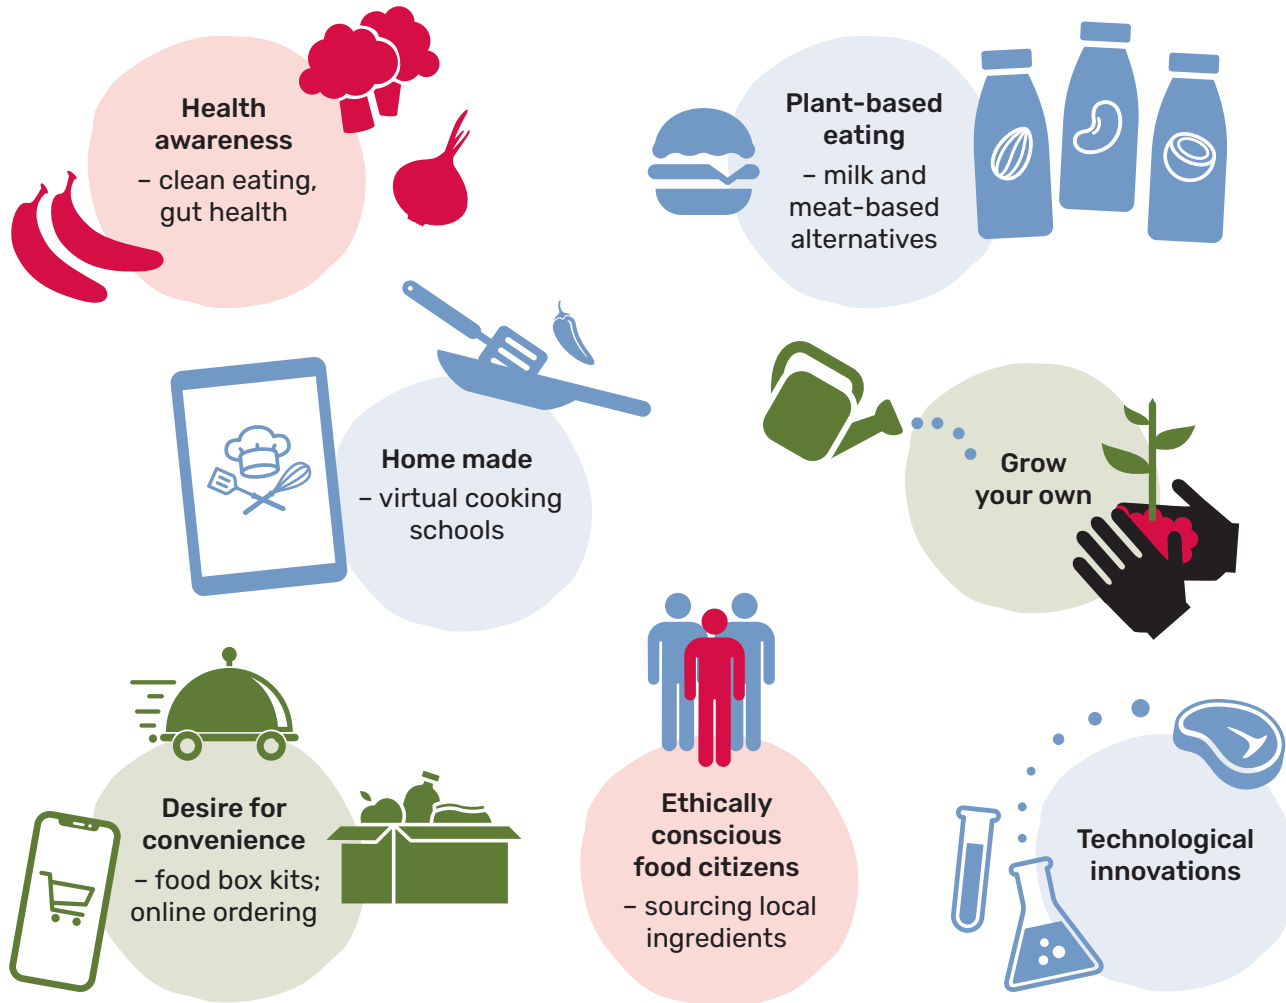 Health
awareness
– clean eating,
gut health
Plant-based
eating
– milk and
meat-based
alternatives
Home made
– virtual cooking
schools
Grow
your own
Desire for
convenience
– food box kits;
online ordering
Ethically
conscious
food citizens
– sourcing local
ingredients
Technological
innovations